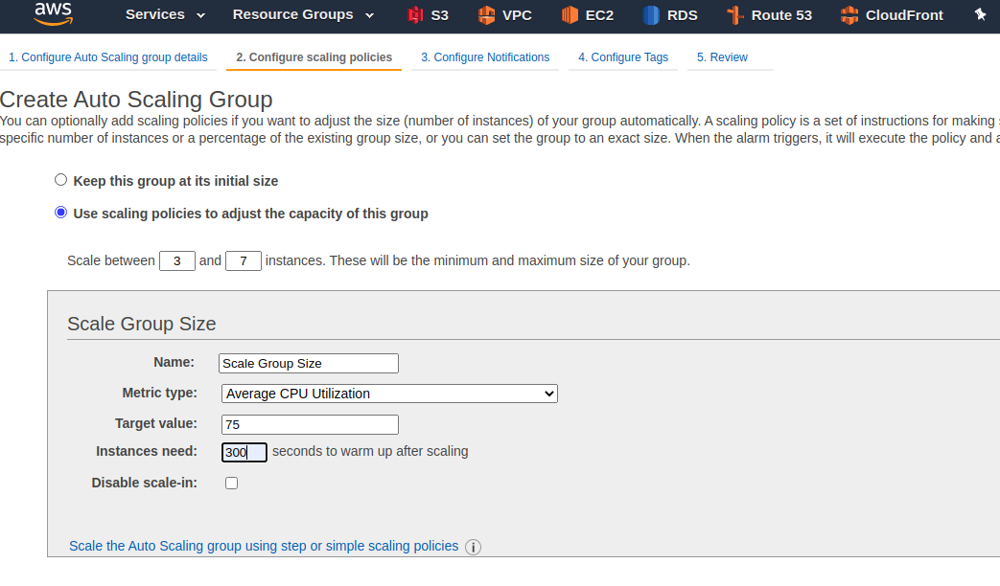 aws Services Resource Groups S3 VPC EC2 RDS Route 53 CloudFront
1. Configure Auto Scaling group details 2. Configure scaling policies 3. Configure Notifications 4. Configure Tags 5. Review
Create Auto Scaling Group
You can optionally add scaling policies if you want to adjust the size (number of instances) of your group automatically. A scaling policy is a set of instructions for making
specific number of instances or a percentage of the existing group size, or you can set the group to an exact size. When the alarm triggers, it will execute the policy and
Keep this group at its initial size
Use scaling policies to adjust the capacity of this group
Scale between 3 and 7 instances. These will be the minimum and maximum size of your group.
Scale Group Size
Name: Scale Group Size
Metric type: Average CPU Utilization
Target value: 75
Instances need: 300 seconds to warm up after scaling
Disable scale-in:
Scale the Auto Scaling group using step or simple scaling policies i